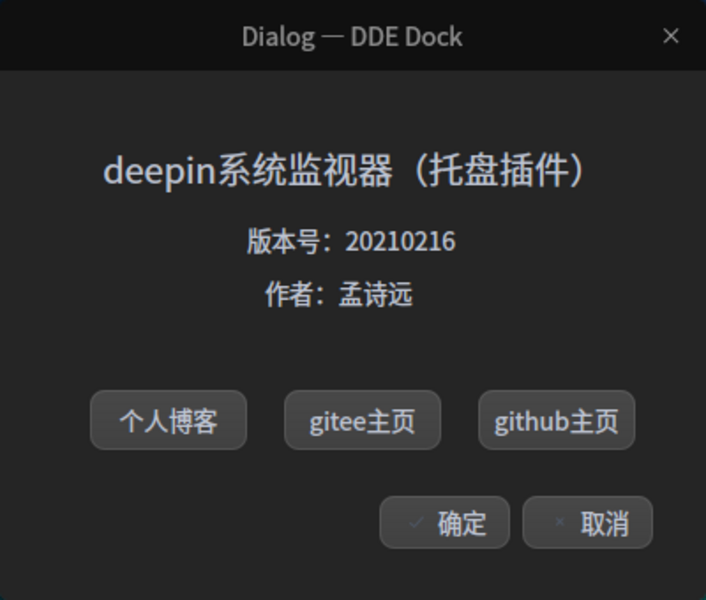 Dialog — DDE Dock
deepin系统监视器（托盘插件）
版本号：20210216
作者：孟诗远
个人博客 gitee主页 github主页
确定 取消